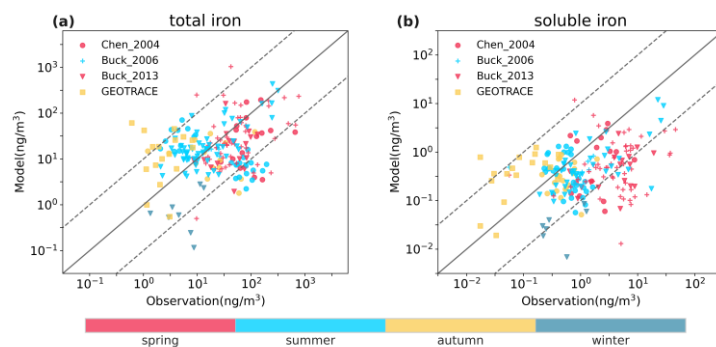 (a) total iron
Chen_2004
Buck_2006
Buck_2013
GEOTRACE
Model(ng/m³)
10³
10²
10¹
10⁰
10⁻¹
10⁻¹ 10⁰ 10¹ 10² 10³
Observation(ng/m³)
(b) soluble iron
Chen_2004
Buck_2006
Buck_2013
GEOTRACE
Model(ng/m³)
10²
10¹
10⁰
10⁻¹
10⁻²
10⁻² 10⁻¹ 10⁰ 10¹ 10²
Observation(ng/m³)
spring summer autumn winter